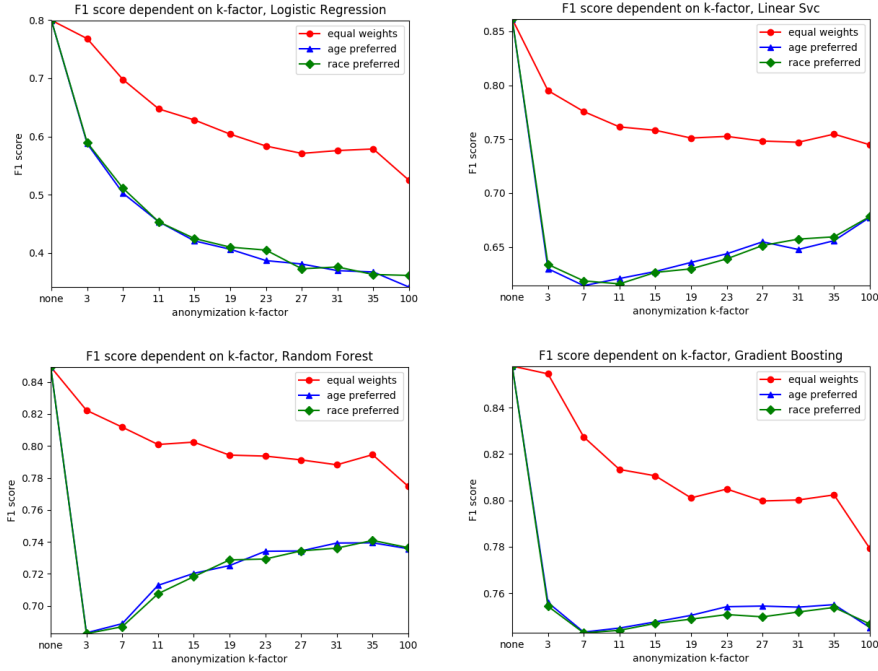 F1 score dependent on k-factor, Logistic Regression
0.8
0.7
0.6
0.5
0.4
F1 score
equal weights
age preferred
race preferred
none 3 7 11 15 19 23 27 31 35 100
anonymization k-factor
F1 score dependent on k-factor, Linear Svc
0.85
0.80
0.75
0.70
0.65
F1 score
equal weights
age preferred
race preferred
none 3 7 11 15 19 23 27 31 35 100
anonymization k-factor
F1 score dependent on k-factor, Random Forest
0.84
0.82
0.80
0.78
0.76
0.74
0.72
0.70
F1 score
equal weights
age preferred
race preferred
none 3 7 11 15 19 23 27 31 35 100
anonymization k-factor
F1 score dependent on k-factor, Gradient Boosting
0.84
0.82
0.80
0.78
0.76
F1 score
equal weights
age preferred
race preferred
none 3 7 11 15 19 23 27 31 35 100
anonymization k-factor